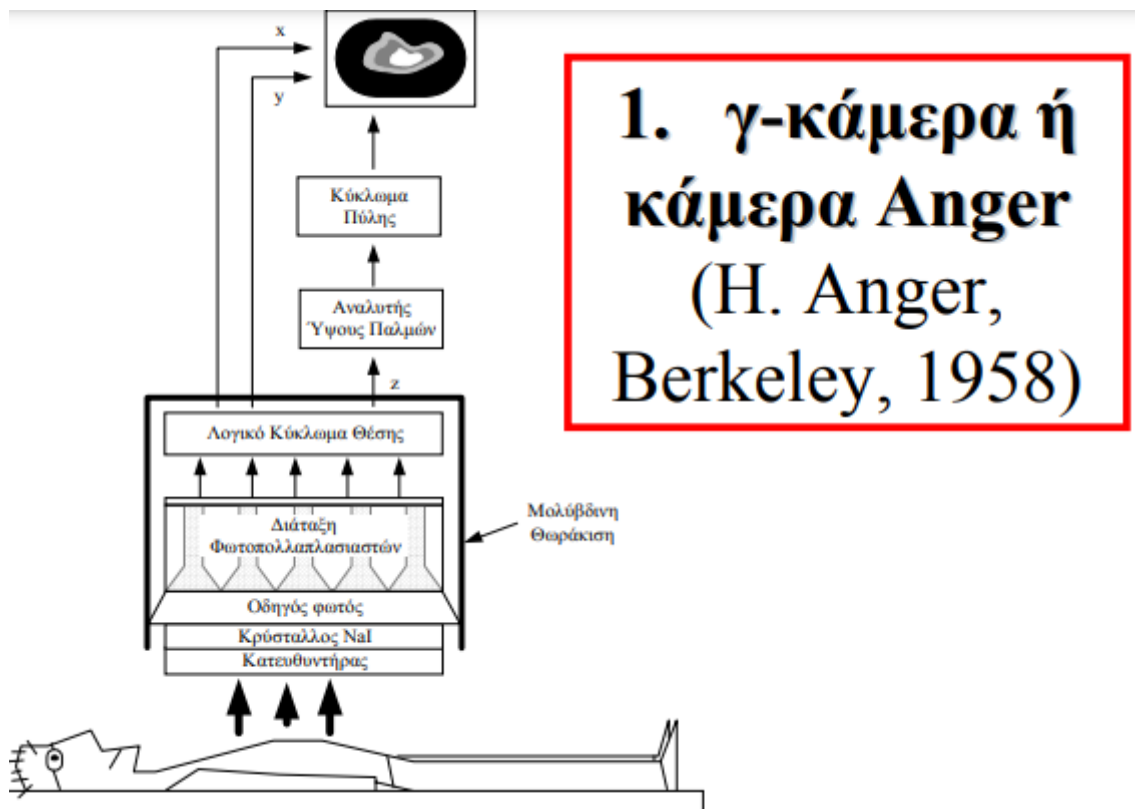 x
y
Κύκλωμα
Πύλης
Αναλυτής
Ύψους Παλμών
z
Λογικό Κύκλωμα Θέσης
Διάταξη
Φωτοπολλαπλασιαστών
Οδηγός φωτός
Κρύσταλλος NaI
Κατευθυντήρας
Μολύβδινη
Θωράκιση
1. γ-κάμερα ή
κάμερα Anger
(H. Anger,
Berkeley, 1958)